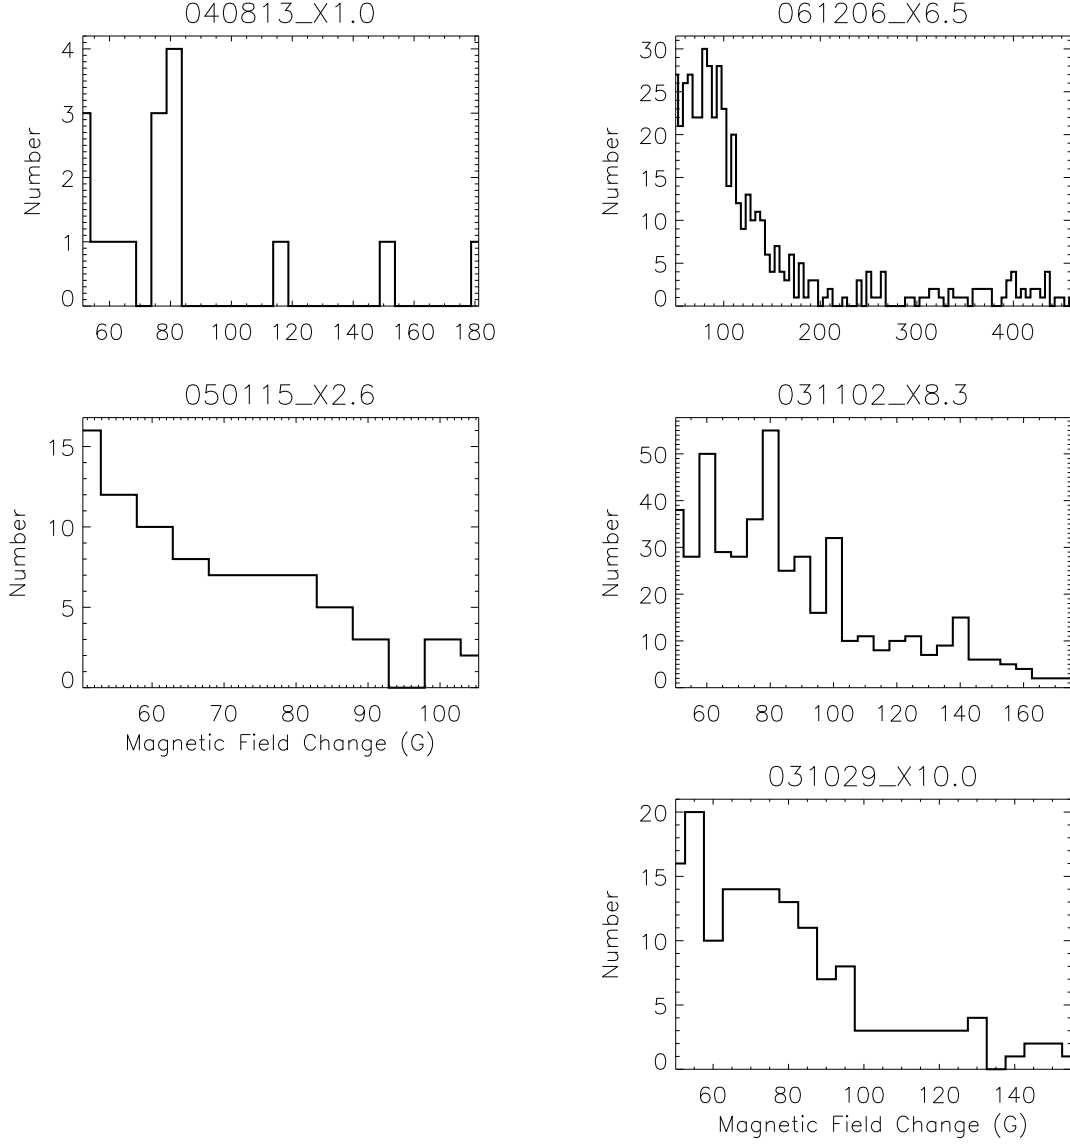 040813_X1.0
Number
4
3
2
1
0
60 80 100 120 140 160 180
061206_X6.5
Number
30
25
20
15
10
5
0
100 200 300 400
050115_X2.6
Number
15
10
5
0
60 70 80 90 100
Magnetic Field Change (G)
031102_X8.3
Number
50
40
30
20
10
0
60 80 100 120 140 160
031029_X10.0
Number
20
15
10
5
0
60 80 100 120 140
Magnetic Field Change (G)